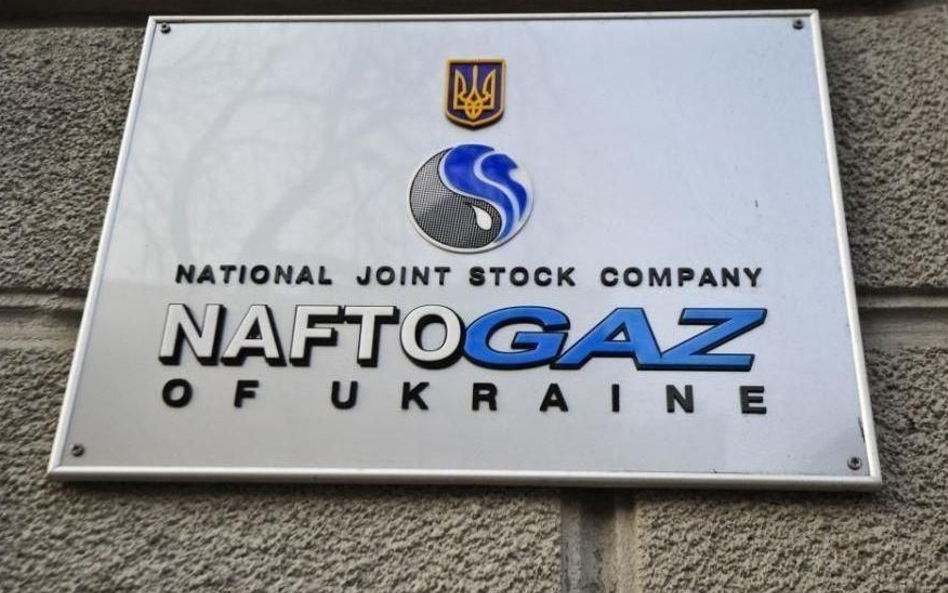 NATIONAL JOINT STOCK COMPANY
NAFTOGAZ
OF UKRAINE